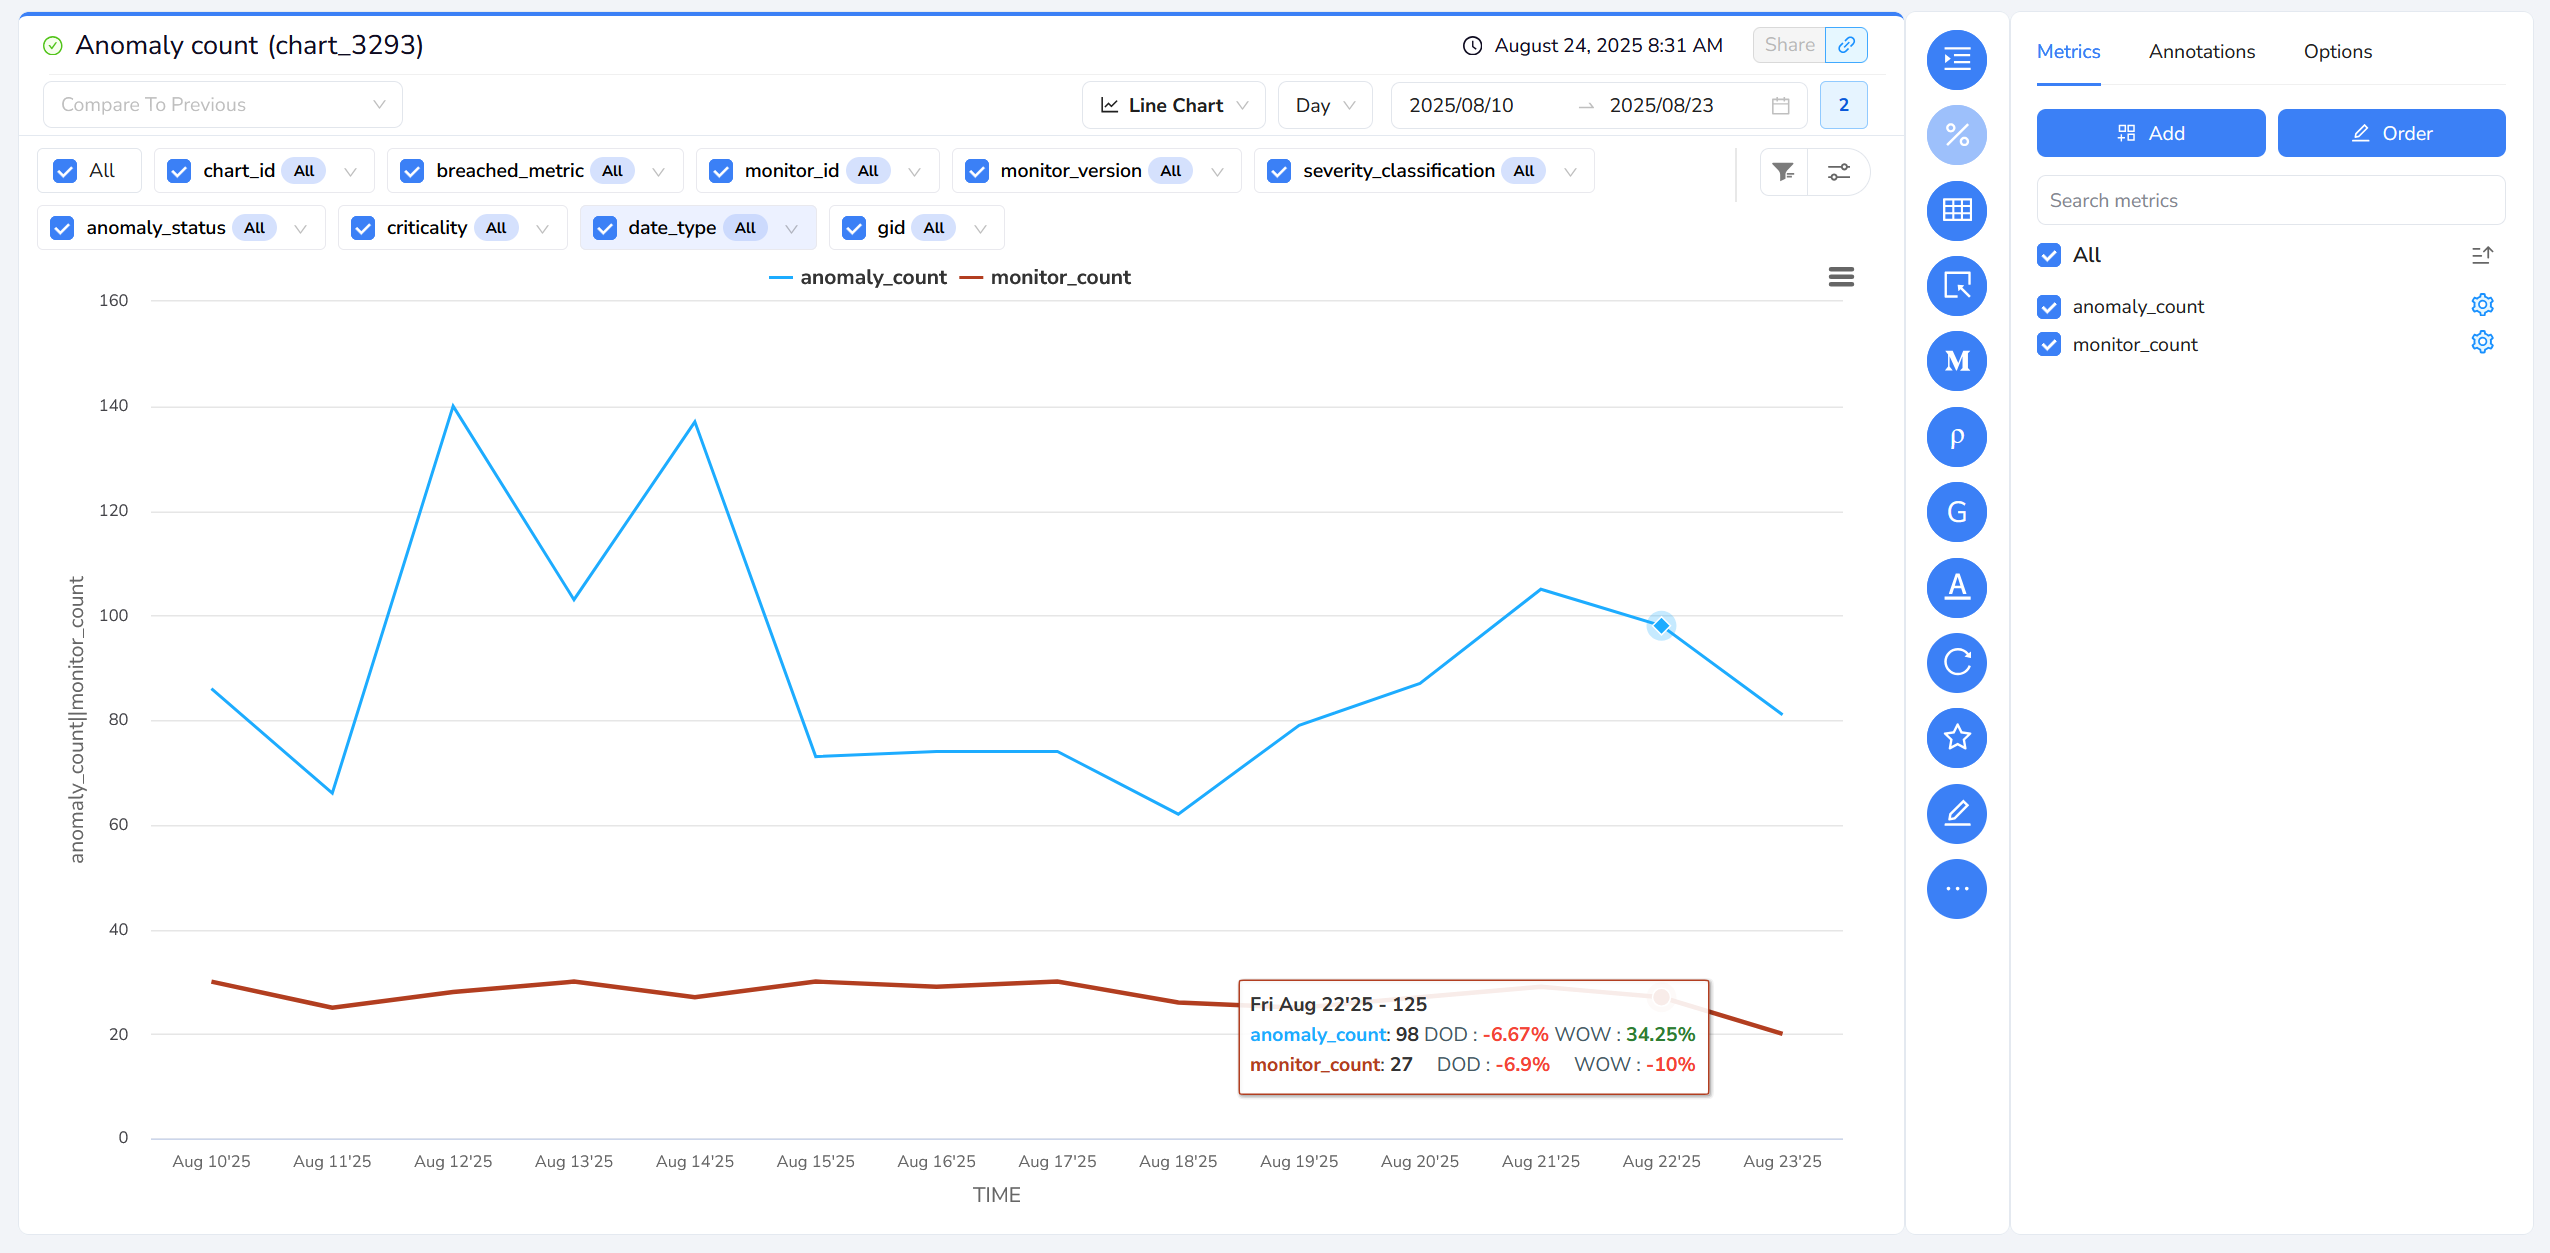 Anomaly count (chart_3293)
August 24, 2025 8:31 AM
Share
Compare To Previous
Line Chart
Day
2025/08/10
2025/08/23
2
All
chart_id All
breached_metric All
monitor_id All
monitor_version All
severity_classification All
anomaly_status All
criticality All
date_type All
gid All
anomaly_count
monitor_count
160
140
120
100
80
60
40
20
0
anomaly_count||monitor_count
Fri Aug 22'25 - 125
anomaly_count: 98 DOD : -6.67% WOW : 34.25%
monitor_count: 27 DOD : -6.9% WOW : -10%
Aug 10'25
Aug 11'25
Aug 12'25
Aug 13'25
Aug 14'25
Aug 15'25
Aug 16'25
Aug 17'25
Aug 18'25
Aug 19'25
Aug 20'25
Aug 21'25
Aug 22'25
Aug 23'25
TIME
%
M
ρ
G
A
Metrics
Annotations
Options
Add
Order
Search metrics
All
anomaly_count
monitor_count